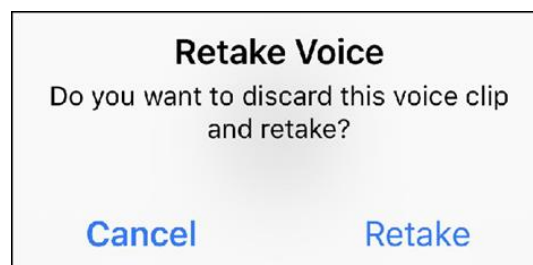 Retake Voice
Do you want to discard this voice clip
and retake?
Cancel Retake